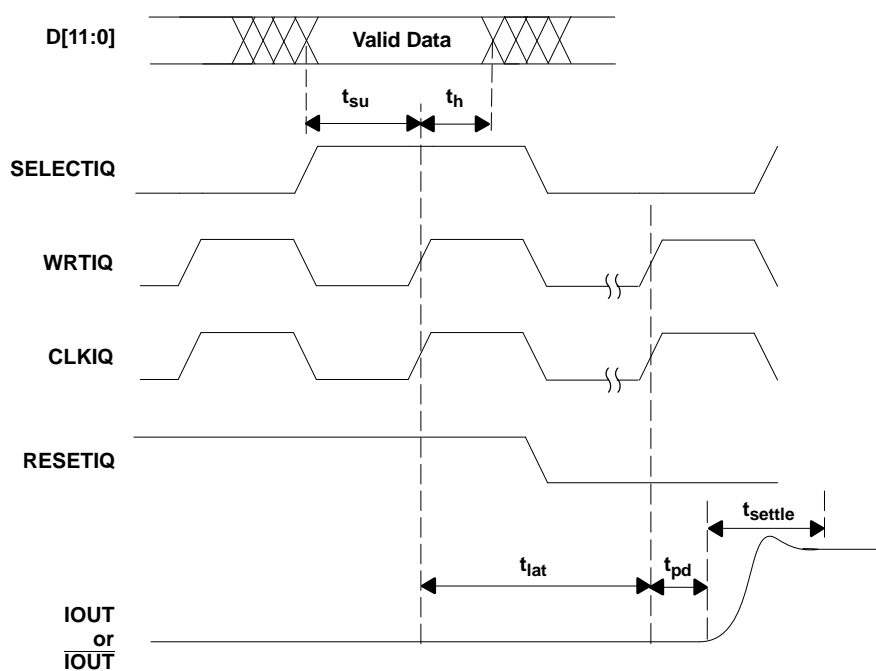 D[11:0]
Valid Data
tsu
th
SELECTIQ
WRTIQ
CLKIQ
RESETIQ
tsettle
tlat
tpd
IOUT
or
IOUT